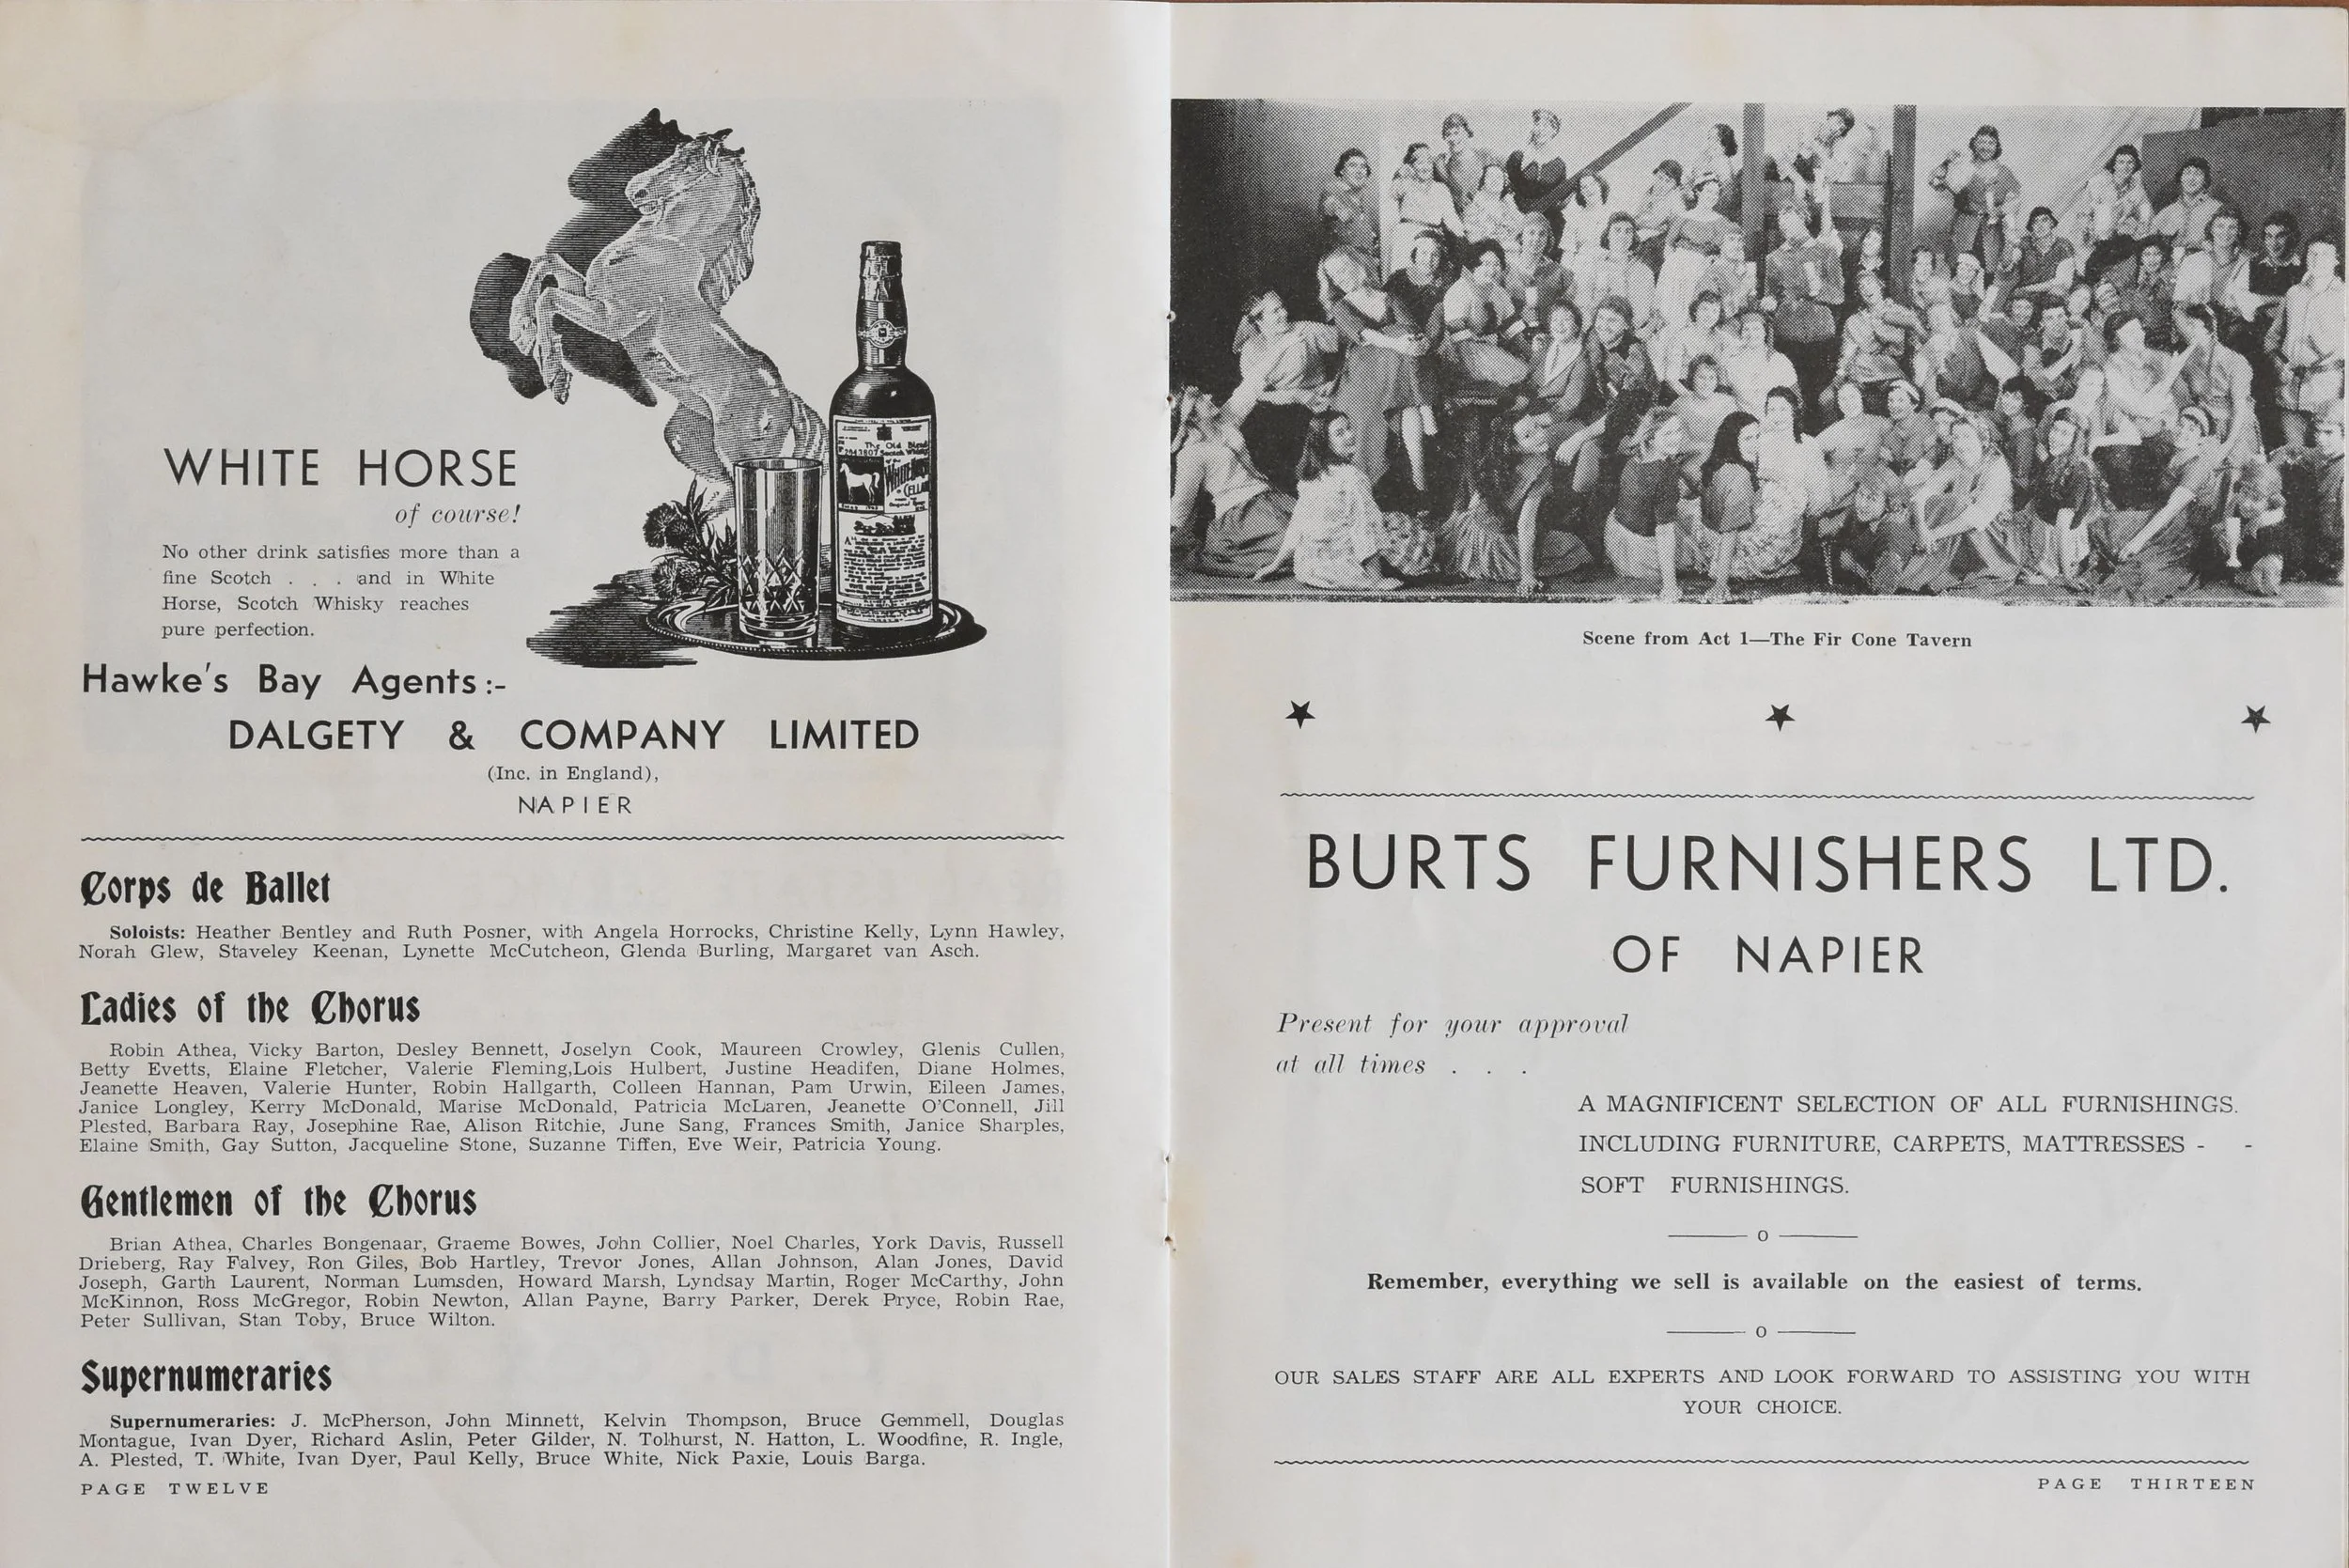 WHITE HORSE
of course!
No other drink satisfies more than a
fine Scotch . . . and in White
Horse, Scotch Whisky reaches
pure perfection.
The Old Blend
Scotch Whisky
of the
WHITE HORSE
CELLAR
Hawke's Bay Agents :-
DALGETY & COMPANY LIMITED
(Inc. in England),
NAPIER
Corps de Ballet
Soloists: Heather Bentley and Ruth Posner, with Angela Horrocks, Christine Kelly, Lynn Hawley,
Norah Glew, Staveley Keenan, Lynette McCutcheon, Glenda Burling, Margaret van Asch.
Ladies of the Chorus
Robin Athea, Vicky Barton, Desley Bennett, Joselyn Cook, Maureen Crowley, Glenis Cullen,
Betty Evetts, Elaine Fletcher, Valerie Fleming,Lois Hulbert, Justine Headifen, Diane Holmes,
Jeanette Heaven, Valerie Hunter, Robin Hallgarth, Colleen Hannan, Pam Urwin, Eileen James,
Janice Longley, Kerry McDonald, Marise McDonald, Patricia McLaren, Jeanette O'Connell, Jill
Plested, Barbara Ray, Josephine Rae, Alison Ritchie, June Sang, Frances Smith, Janice Sharples,
Elaine Smith, Gay Sutton, Jacqueline Stone, Suzanne Tiffen, Eve Weir, Patricia Young.
Gentlemen of the Chorus
Brian Athea, Charles Bongenaar, Graeme Bowes, John Collier, Noel Charles, York Davis, Russell
Drieberg, Ray Falvey, Ron Giles, Bob Hartley, Trevor Jones, Allan Johnson, Alan Jones, David
Joseph, Garth Laurent, Norman Lumsden, Howard Marsh, Lyndsay Martin, Roger McCarthy, John
McKinnon, Ross McGregor, Robin Newton, Allan Payne, Barry Parker, Derek Pryce, Robin Rae,
Peter Sullivan, Stan Toby, Bruce Wilton.
Supernumeraries
Supernumeraries: J. McPherson, John Minnett, Kelvin Thompson, Bruce Gemmell, Douglas
Montague, Ivan Dyer, Richard Aslin, Peter Gilder, N. Tolhurst, N. Hatton, L. Woodfine, R. Ingle,
A. Plested, T. White, Ivan Dyer, Paul Kelly, Bruce White, Nick Paxie, Louis Barga.
PAGE TWELVE
Scene from Act 1—The Fir Cone Tavern
BURTS FURNISHERS LTD.
OF NAPIER
Present for your approval
at all times . . .
A MAGNIFICENT SELECTION OF ALL FURNISHINGS.
INCLUDING FURNITURE, CARPETS, MATTRESSES - -
SOFT FURNISHINGS.
Remember, everything we sell is available on the easiest of terms.
OUR SALES STAFF ARE ALL EXPERTS AND LOOK FORWARD TO ASSISTING YOU WITH
YOUR CHOICE.
PAGE THIRTEEN